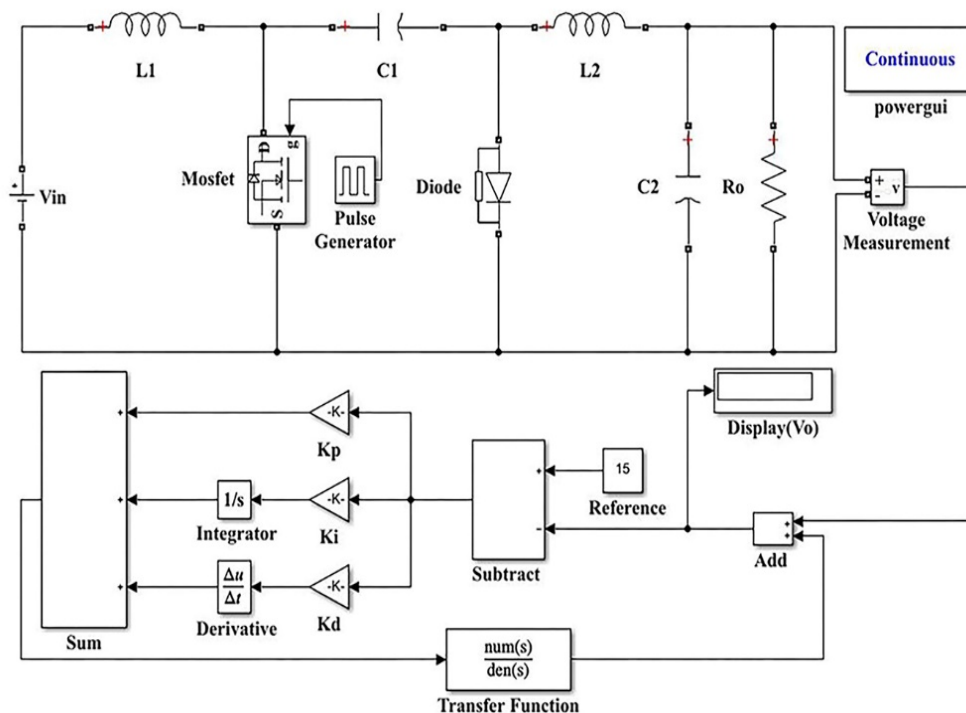 L1
C1
L2
Continuous
powergui
Vin
Mosfet
D
g
S
Pulse
Generator
Diode
C2
Ro
+
-
v
Voltage
Measurement
Display(Vo)
-K-
Kp
15
Reference
1/s
Integrator
-K-
Ki
Subtract
Add
Δu
Δt
Derivative
-K-
Kd
Sum
num(s)
den(s)
Transfer Function